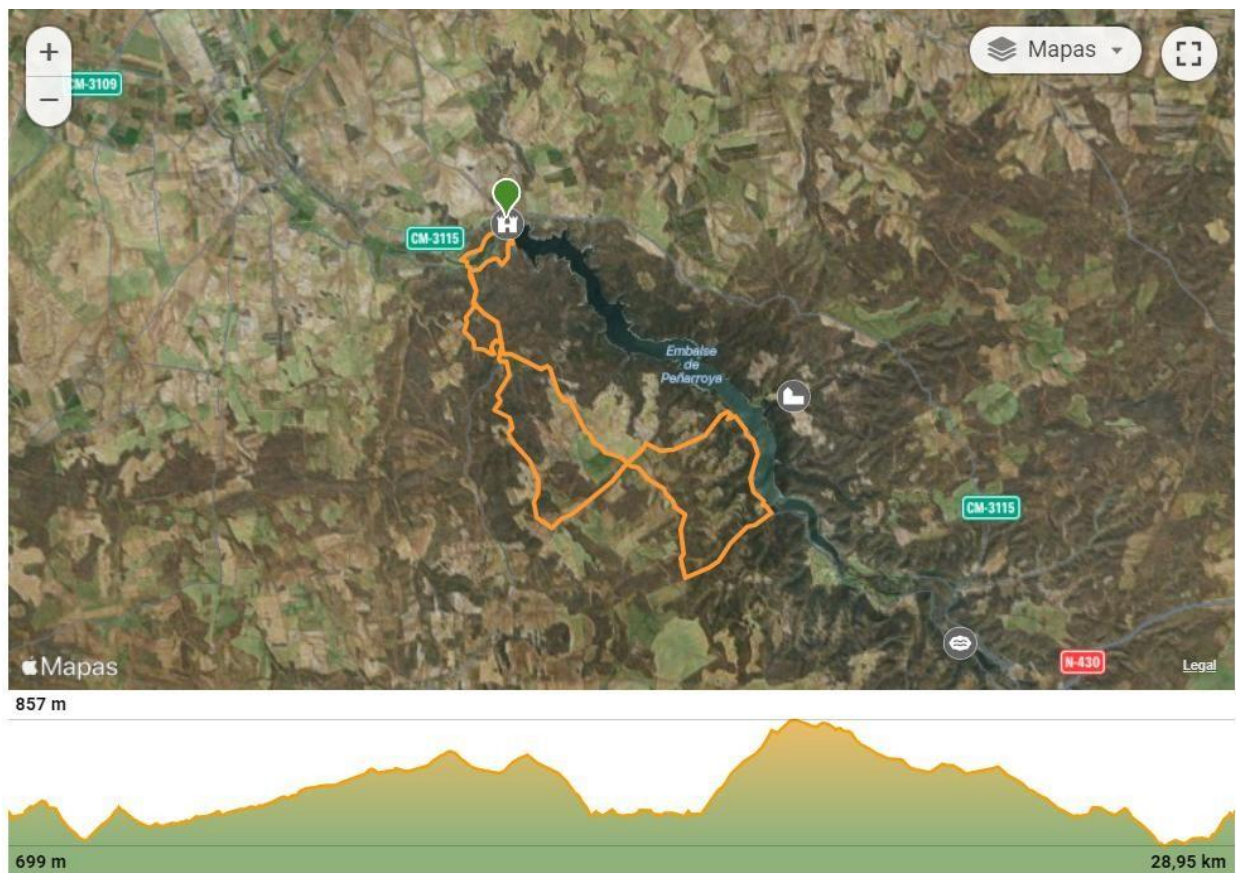 +
Mapas
CM-3109
−
CM-3115
Embalse
de
Peñarroya
CM-3115
N-430
Mapas
Legal
857 m
699 m
28,95 km